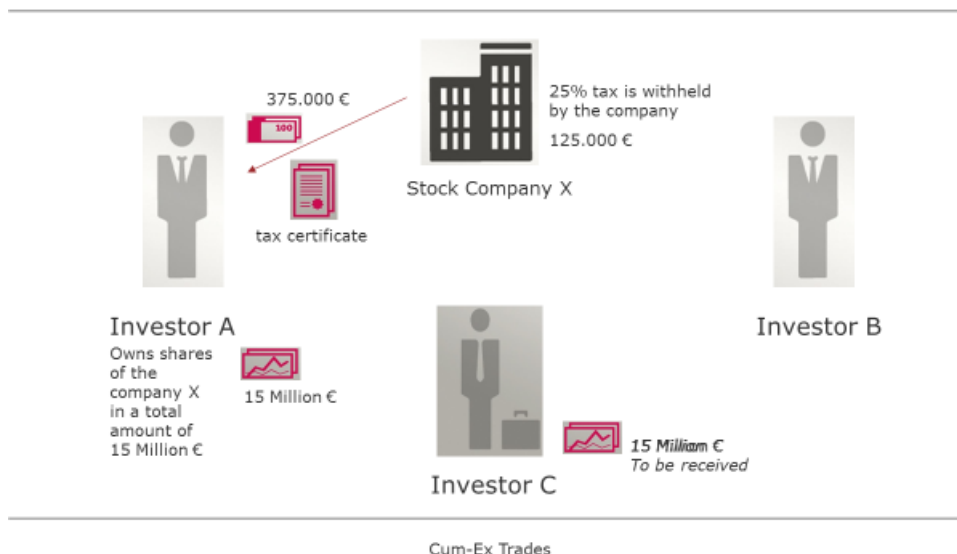 375.000 €
100
25% tax is withheld
by the company
125.000 €
Stock Company X
tax certificate
Investor A
Owns shares
of the
company X
in a total
amount of
15 Million €
15 Million €
Investor B
15 Million €
To be received
Investor C
Cum-Ex Trades